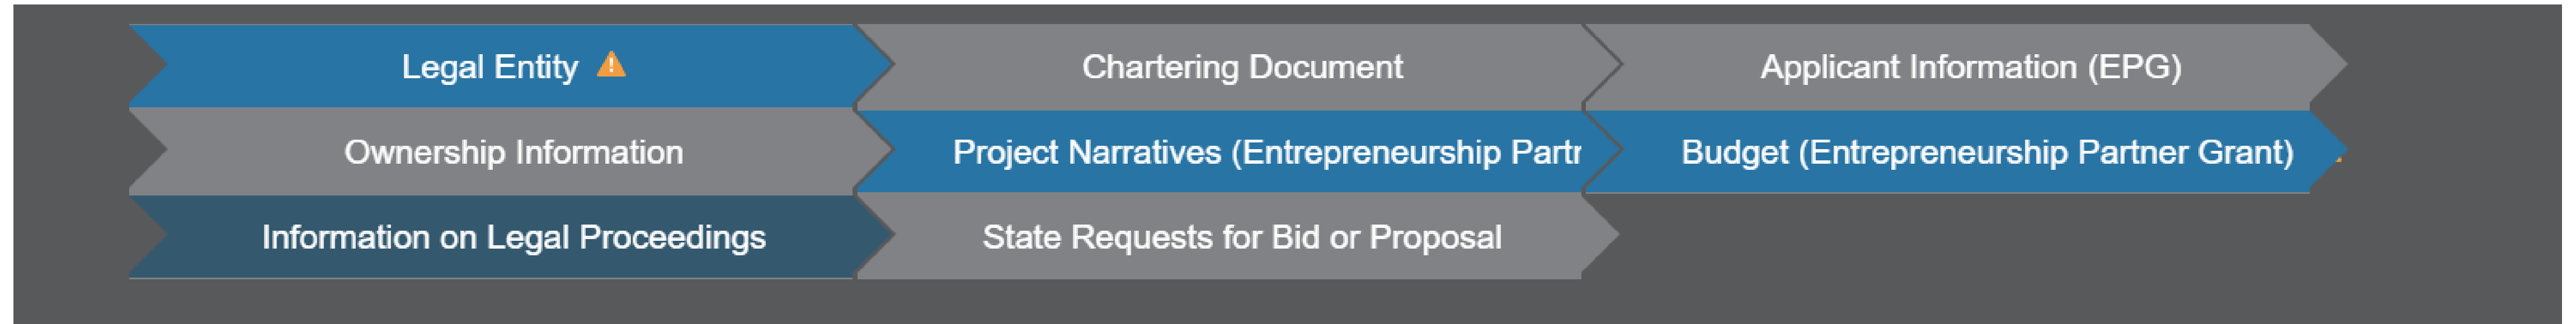 Legal Entity
Chartering Document
Applicant Information (EPG)
Ownership Information
Project Narratives (Entrepreneurship Partr
Budget (Entrepreneurship Partner Grant)
Information on Legal Proceedings
State Requests for Bid or Proposal